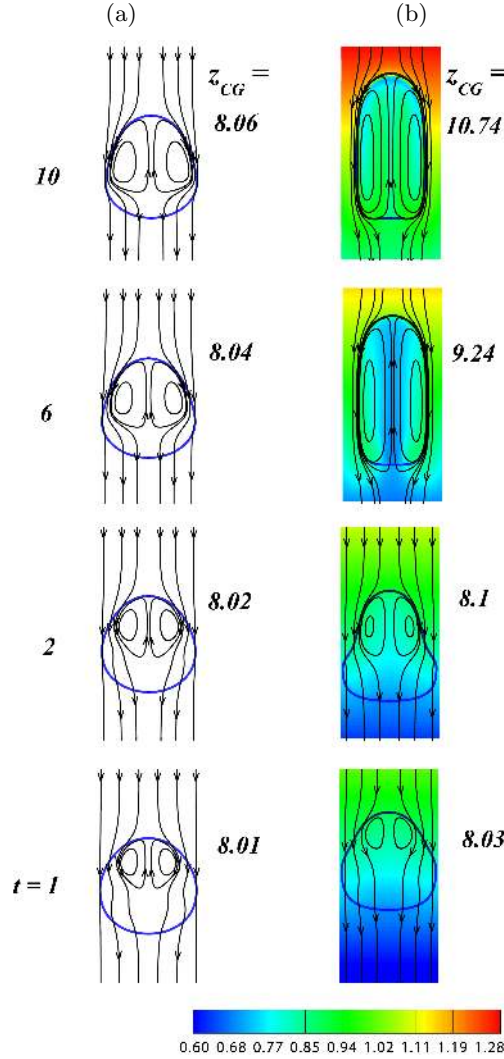 (a) (b)
z_CG = z_CG =
8.06 10.74
10
8.04 9.24
6
8.02 8.1
2
8.01 8.03
t = 1
0.60 0.68 0.77 0.85 0.94 1.02 1.11 1.19 1.28